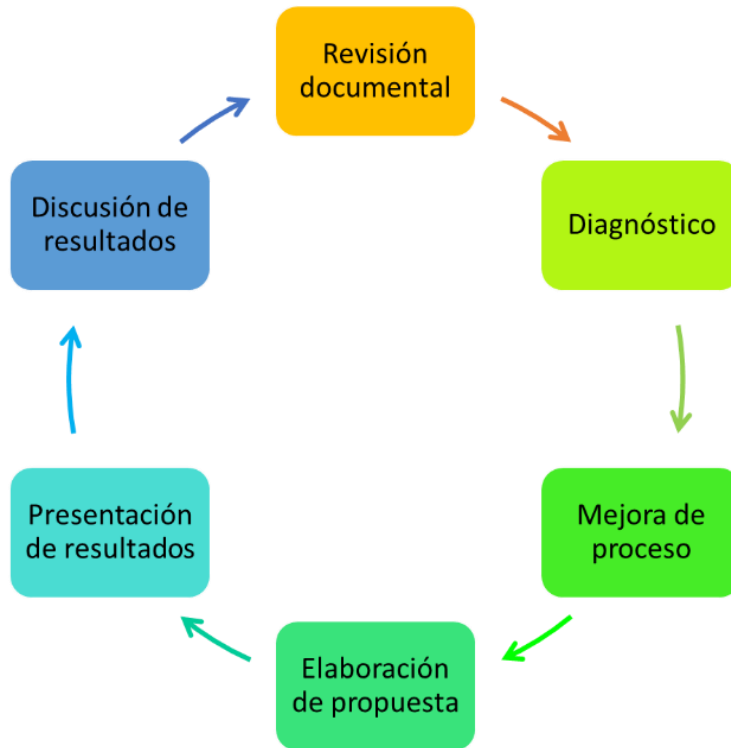 Revisión
documental
Diagnóstico
Mejora de
proceso
Elaboración
de propuesta
Presentación
de resultados
Discusión de
resultados